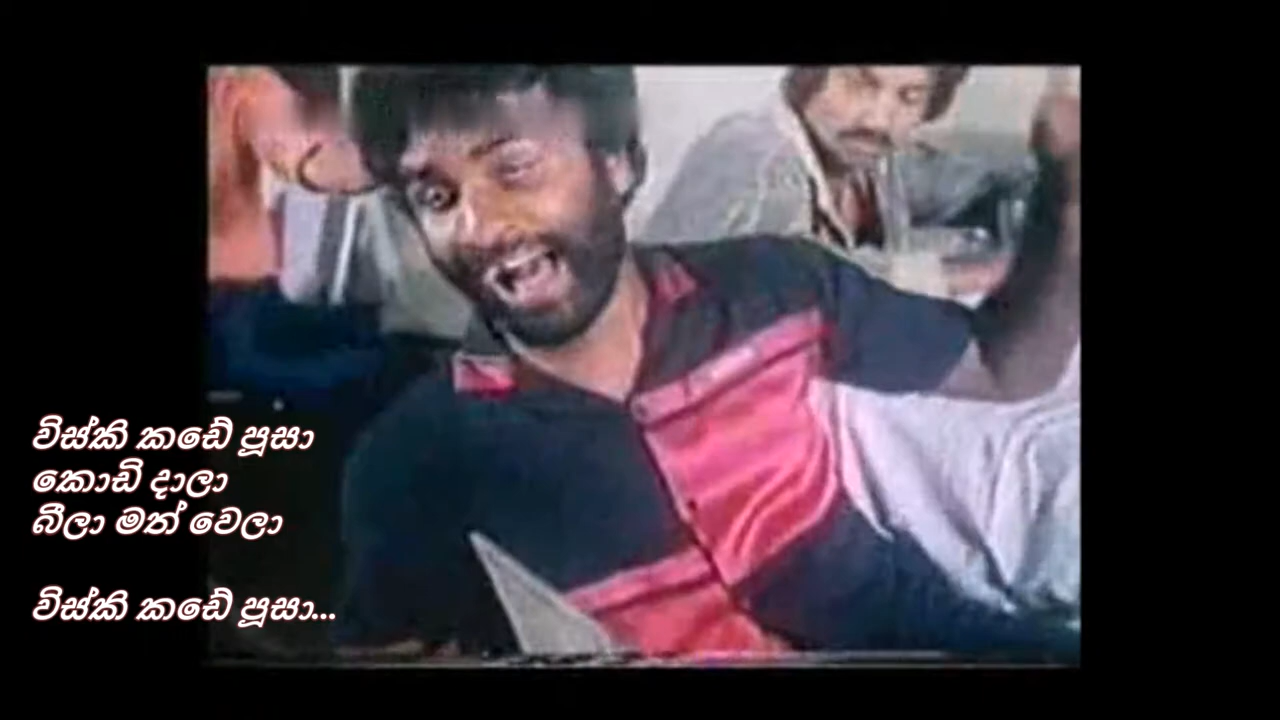 විස්කි කඩේ පූසා
කොඩි දාලා
බීලා මත් වෙලා
විස්කි කඩේ පූසා...